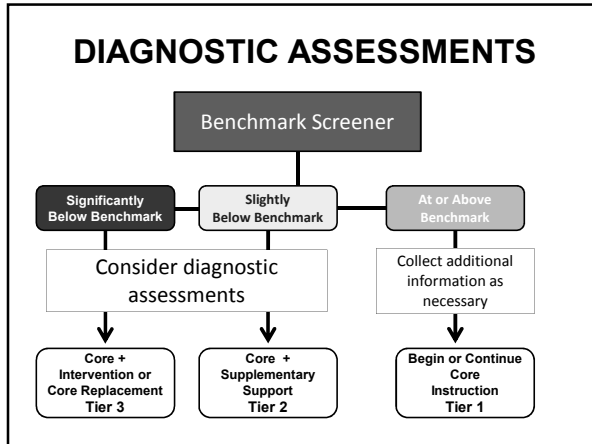 DIAGNOSTIC ASSESSMENTS
Benchmark Screener
Significantly
Below Benchmark
Slightly
Below Benchmark
At or Above
Benchmark
Consider diagnostic
assessments
Collect additional
information as
necessary
Core +
Intervention or
Core Replacement
Tier 3
Core +
Supplementary
Support
Tier 2
Begin or Continue
Core
Instruction
Tier 1